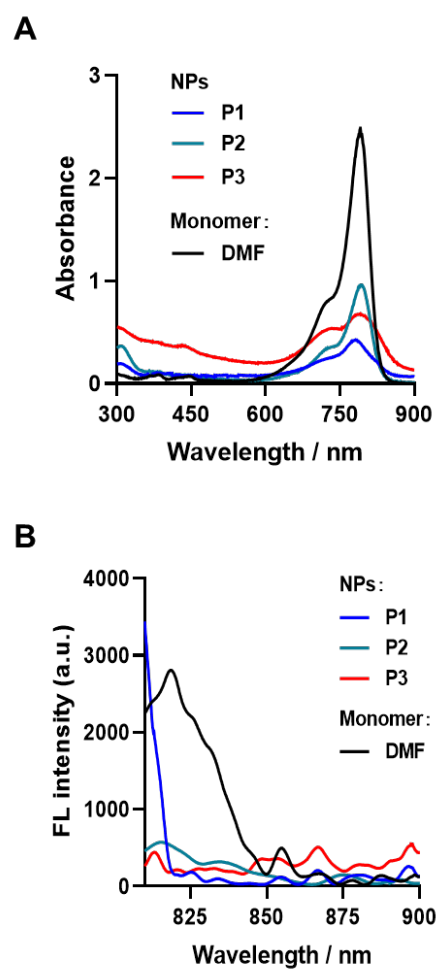 A
3
2
1
0
Absorbance
NPs
P1
P2
P3
Monomer:
DMF
300 450 600 750 900
Wavelength / nm
B
4000
3000
2000
1000
0
FL intensity (a.u.)
NPs:
P1
P2
P3
Monomer:
DMF
825 850 875 900
Wavelength / nm